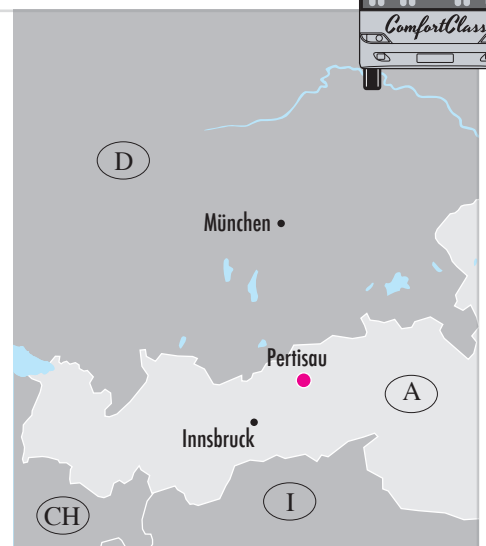 ComfortClass
D
München
Pertisau
A
Innsbruck
CH
I